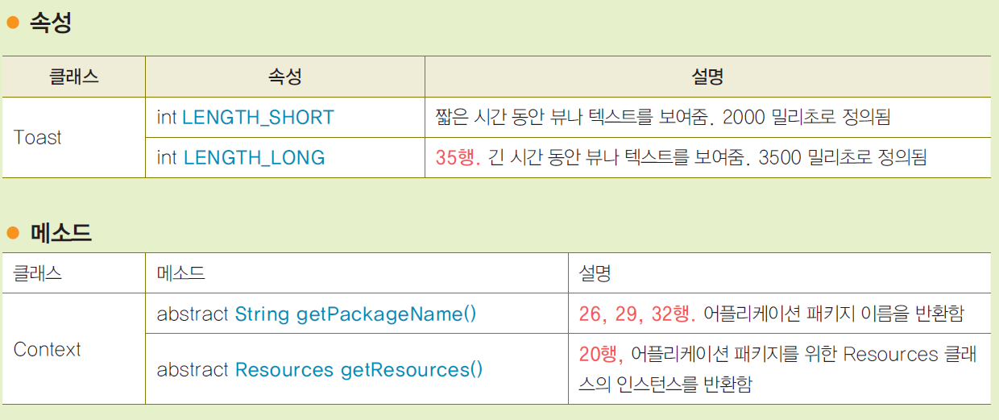 ● 속성
클래스 속성 설명
Toast
int LENGTH_SHORT 짧은 시간 동안 뷰나 텍스트를 보여줌. 2000 밀리초로 정의됨
int LENGTH_LONG 35행. 긴 시간 동안 뷰나 텍스트를 보여줌. 3500 밀리초로 정의됨
● 메소드
클래스 메소드 설명
Context
abstract String getPackageName() 26, 29, 32행. 어플리케이션 패키지 이름을 반환함
abstract Resources getResources() 20행, 어플리케이션 패키지를 위한 Resources 클래
스의 인스턴스를 반환함